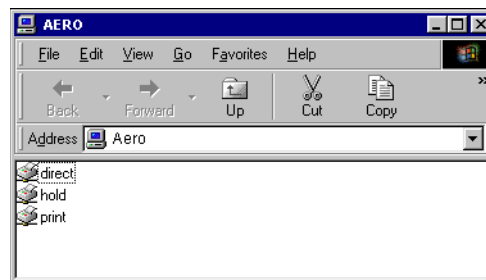 AERO
File Edit View Go Favorites Help
Back Forward Up Cut Copy »
Address Aero
direct
hold
print